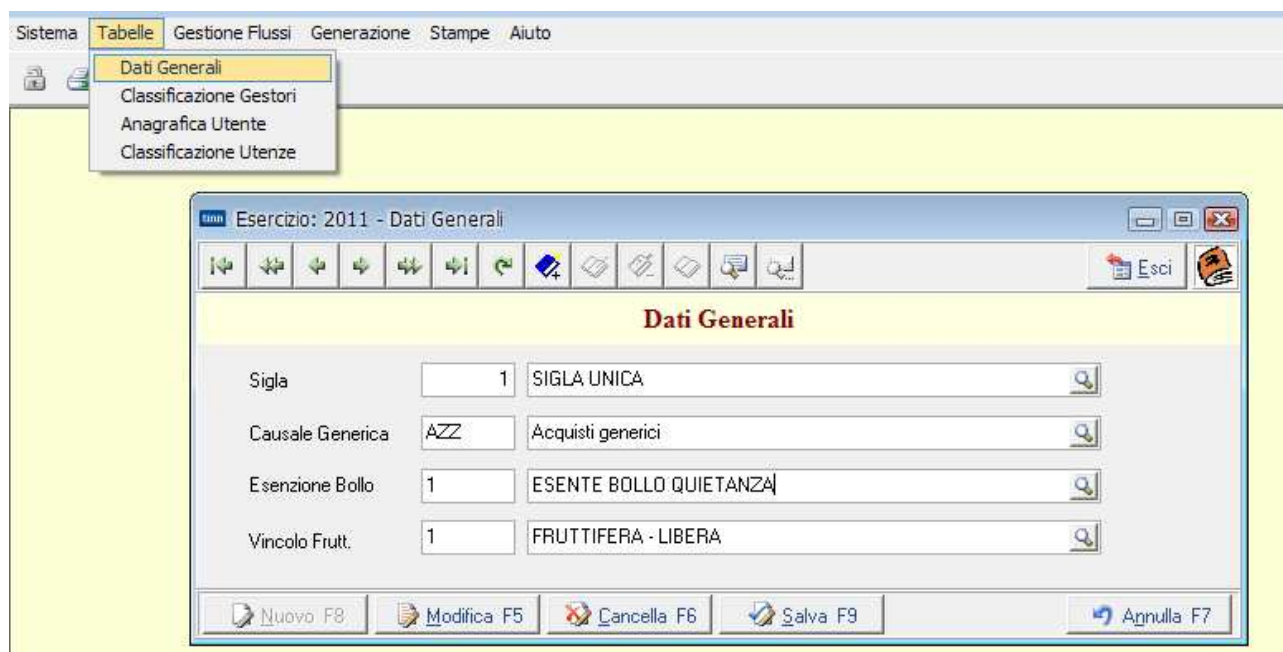 Sistema Tabelle Gestione Flussi Generazione Stampe Aiuto
Dati Generali
Classificazione Gestori
Anagrafica Utente
Classificazione Utenze
tinn Esercizio: 2011 - Dati Generali
Esci
Dati Generali
Sigla 1 SIGLA UNICA
Causale Generica AZZ Acquisti generici
Esenzione Bollo 1 ESENTE BOLLO QUIETANZA
Vincolo Frutt. 1 FRUTTIFERA - LIBERA
Nuovo F8 Modifica F5 Cancella F6 Salva F9 Annulla F7